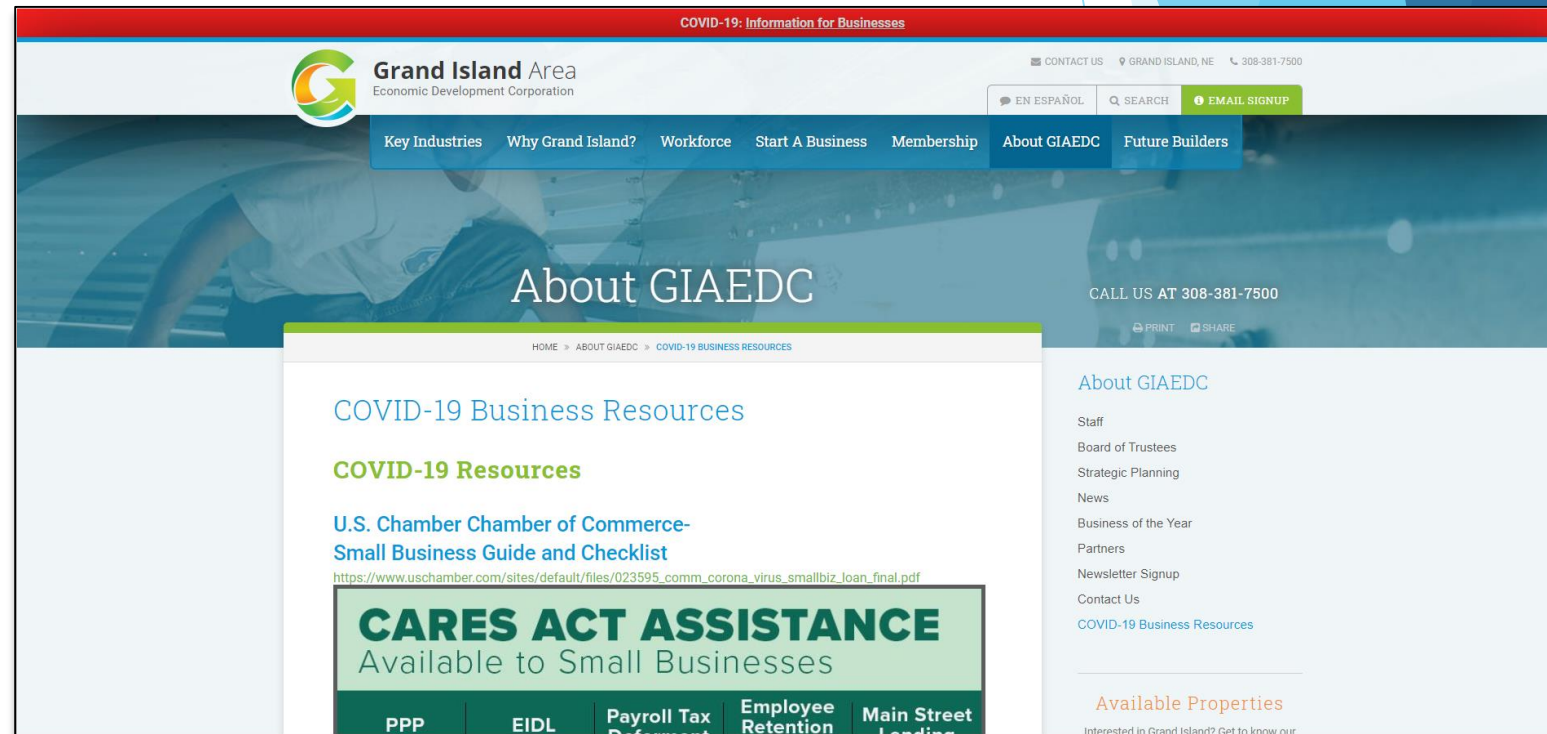 COVID-19: Information for Businesses
Grand Island Area
Economic Development Corporation
CONTACT US GRAND ISLAND, NE 308-381-7500
EN ESPAÑOL SEARCH EMAIL SIGNUP
Key Industries Why Grand Island? Workforce Start A Business Membership About GIAEDC Future Builders
About GIAEDC
CALL US AT 308-381-7500
PRINT SHARE
HOME » ABOUT GIAEDC » COVID-19 BUSINESS RESOURCES
COVID-19 Business Resources
COVID-19 Resources
U.S. Chamber Chamber of Commerce-
Small Business Guide and Checklist
https://www.uschamber.com/sites/default/files/023595_comm_corona_virus_smallbiz_loan_final.pdf
CARES ACT ASSISTANCE
Available to Small Businesses
PPP
EIDL
Payroll Tax
Deferment
Employee
Retention
Main Street
Lending
About GIAEDC
Staff
Board of Trustees
Strategic Planning
News
Business of the Year
Partners
Newsletter Signup
Contact Us
COVID-19 Business Resources
Available Properties
Interested in Grand Island? Get to know our